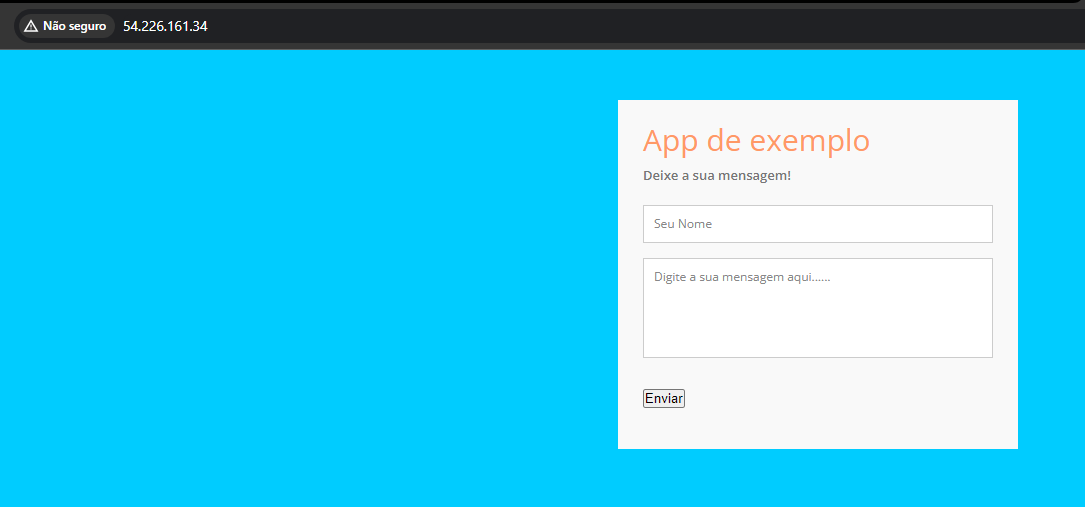 Não seguro 54.226.161.34
App de exemplo
Deixe a sua mensagem!
Seu Nome
Digite a sua mensagem aqui......
Enviar